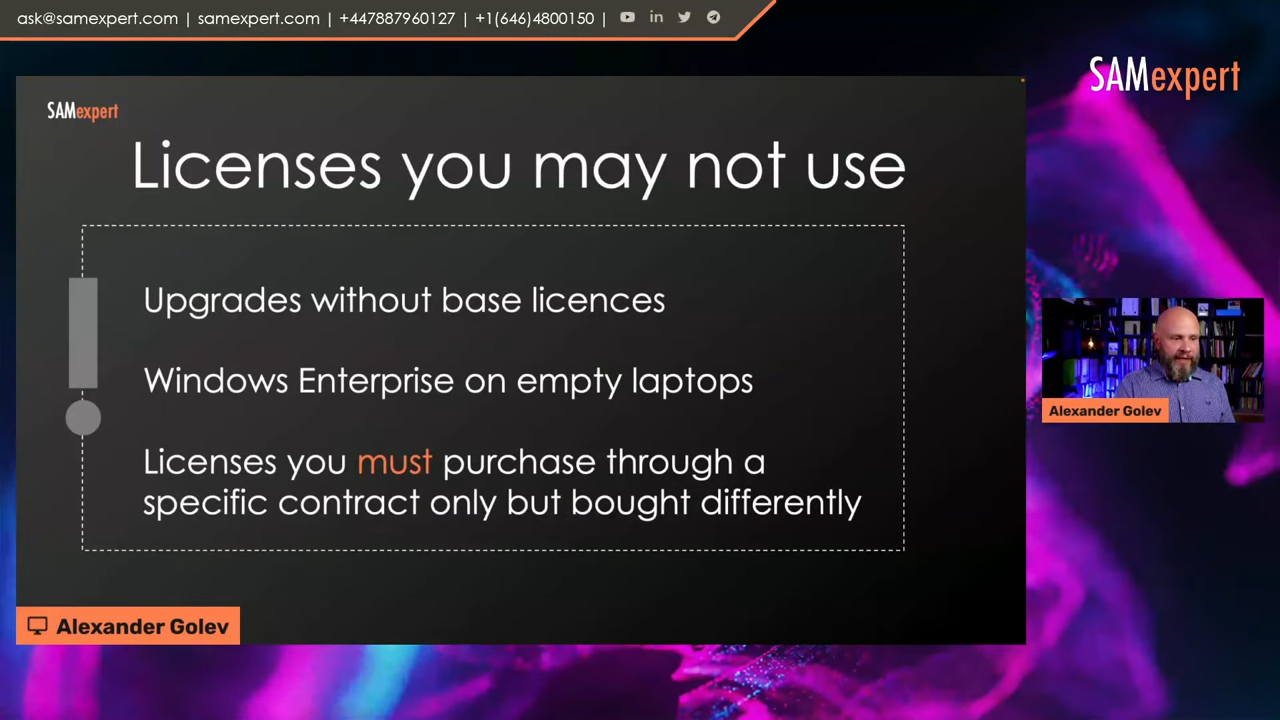 ask@samexpert.com | samexpert.com | +447887960127 | +1(646)4800150 |
SAMexpert
SAMexpert
Licenses you may not use
Upgrades without base licences
Windows Enterprise on empty laptops
Licenses you must purchase through a
specific contract only but bought differently
Alexander Golev
Alexander Golev